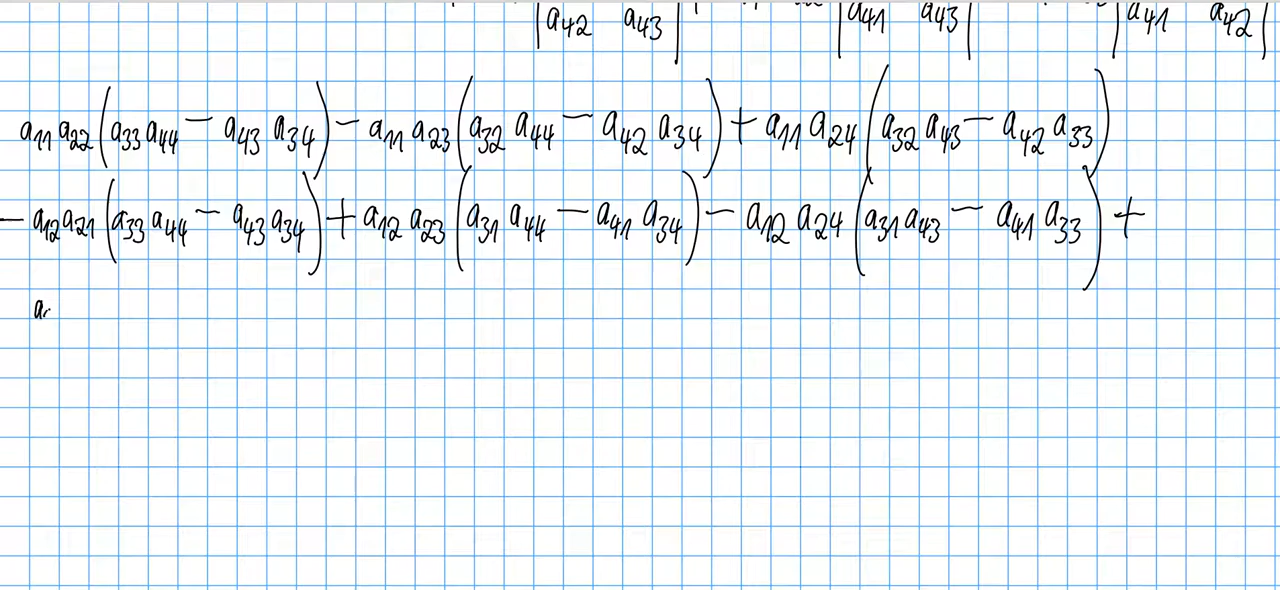 |a42 a43| |a41 a43| |a41 a42|
a11 a22 (a33 a44 − a43 a34) − a11 a23 (a32 a44 − a42 a34) + a11 a24 (a32 a43 − a42 a33)
− a12 a21 (a33 a44 − a43 a34) + a12 a23 (a31 a44 − a41 a34) − a12 a24 (a31 a43 − a41 a33) +
a